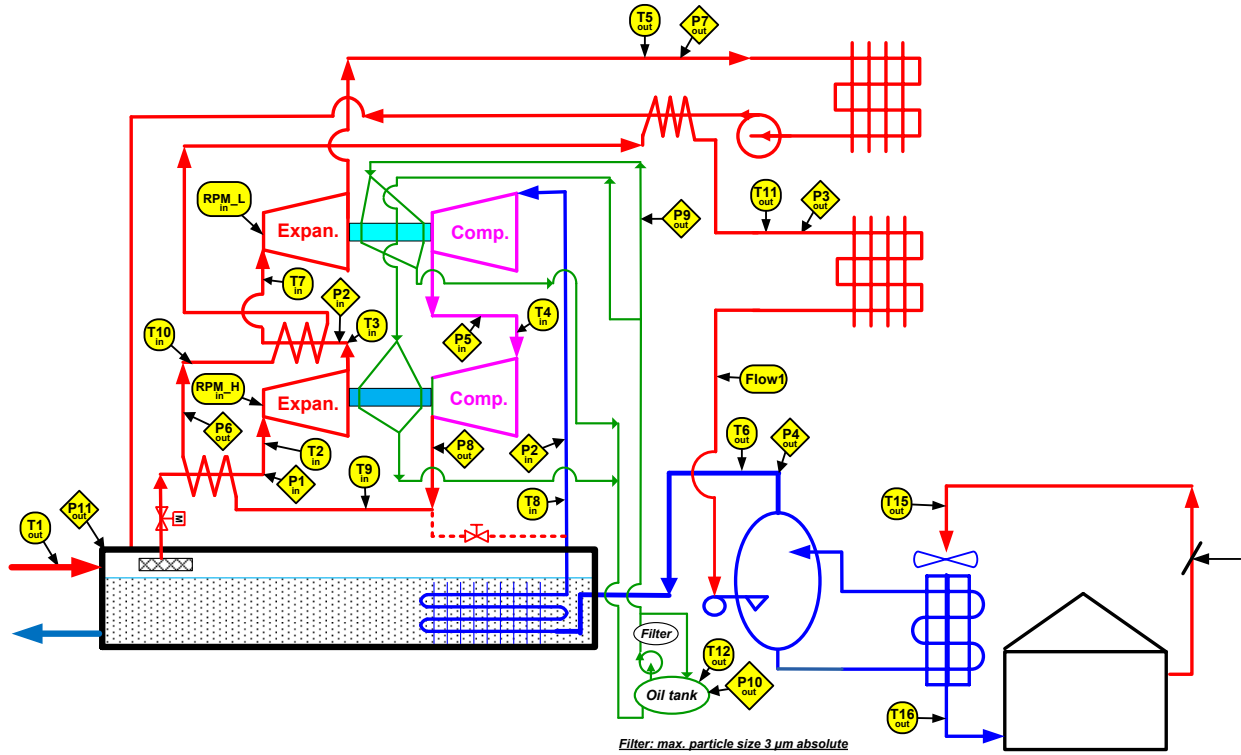 T5
out
P7
out
RPM_L
in
Expan.
Comp.
T11
out
P3
out
P9
out
T7
in
P2
in
T3
in
T10
in
P5
in
T4
in
RPM_H
in
Expan.
Comp.
Flow1
P6
out
T2
in
P1
in
T9
in
P8
out
P2
in
T8
in
T6
out
P4
out
T1
out
P11
out
M
T15
out
Filter
T12
out
P10
out
Oil tank
T16
out
Filter: max. particle size 3 µm absolute